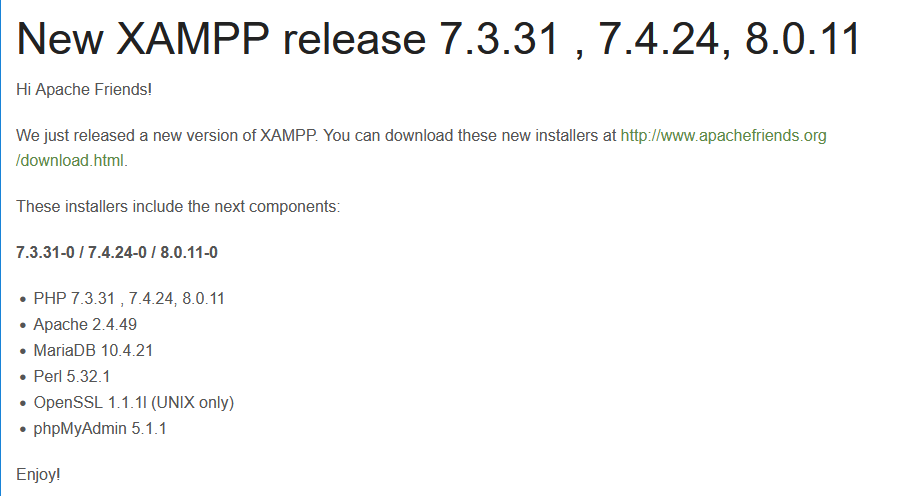 New XAMPP release 7.3.31 , 7.4.24, 8.0.11
Hi Apache Friends!
We just released a new version of XAMPP. You can download these new installers at http://www.apachefriends.org
/download.html.
These installers include the next components:
7.3.31-0 / 7.4.24-0 / 8.0.11-0
• PHP 7.3.31 , 7.4.24, 8.0.11
• Apache 2.4.49
• MariaDB 10.4.21
• Perl 5.32.1
• OpenSSL 1.1.1l (UNIX only)
• phpMyAdmin 5.1.1
Enjoy!